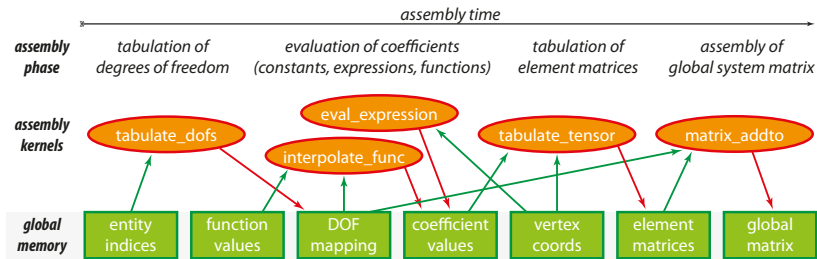 assembly time
assembly phase
tabulation of degrees of freedom
evaluation of coefficients (constants, expressions, functions)
tabulation of element matrices
assembly of global system matrix
assembly kernels
tabulate_dofs
eval_expression
interpolate_func
tabulate_tensor
matrix_addto
global memory
entity indices
function values
DOF mapping
coefficient values
vertex coords
element matrices
global matrix